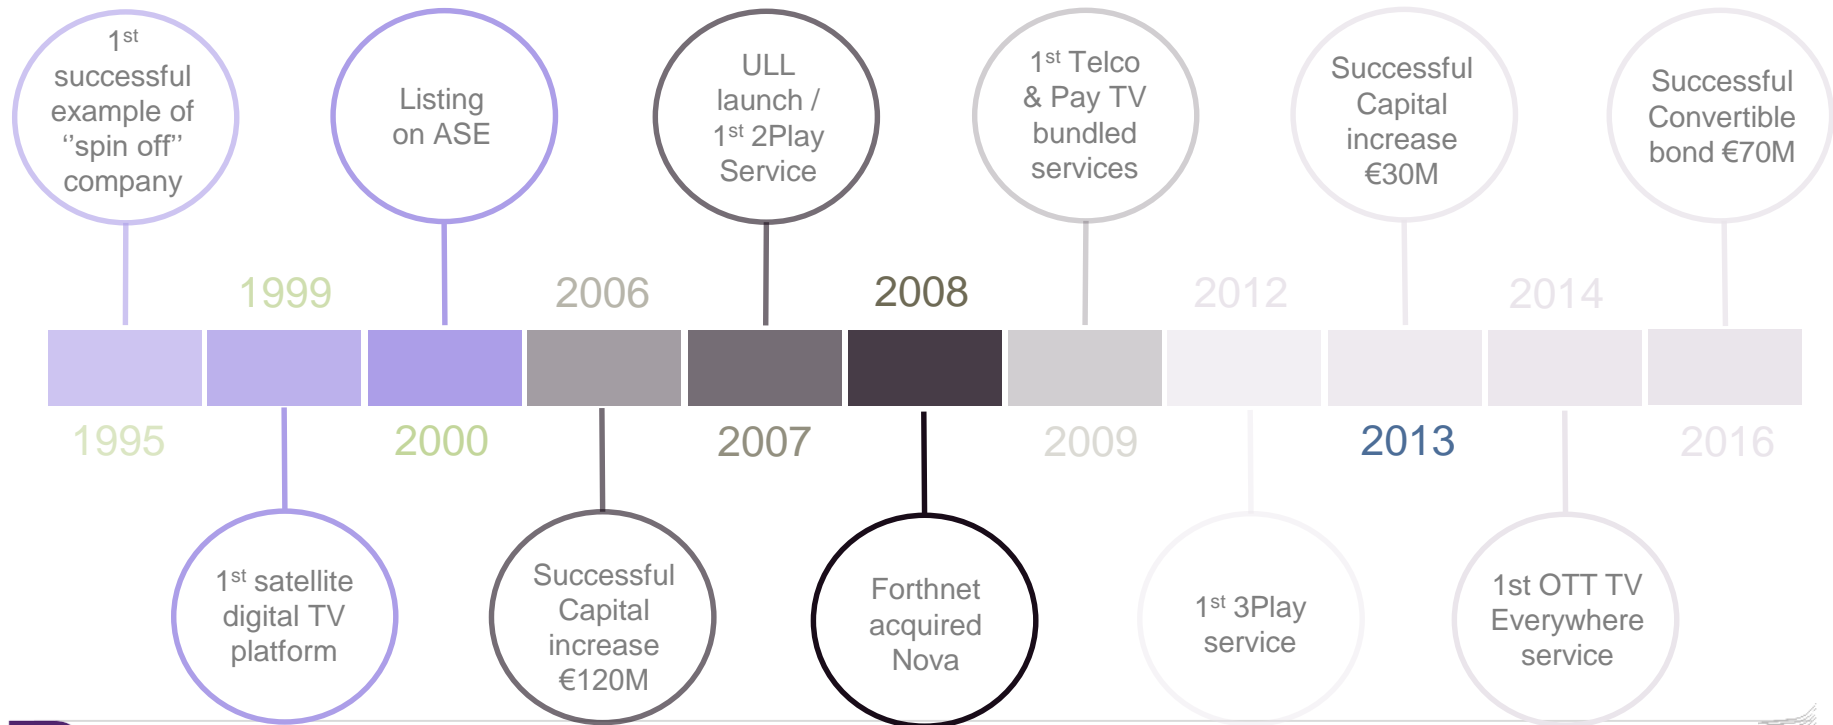 1st
successful
example of
‘’spin off’’
company
Listing
on ASE
ULL
launch /
1st 2Play
Service
1st Telco
& Pay TV
bundled
services
Successful
Capital
increase
€30M
Successful
Convertible
bond €70M
1999
2006
2008
2012
2014
1995
2000
2007
2009
2013
2016
1st satellite
digital TV
platform
Successful
Capital
increase
€120M
Forthnet
acquired
Nova
1st 3Play
service
1st OTT TV
Everywhere
service